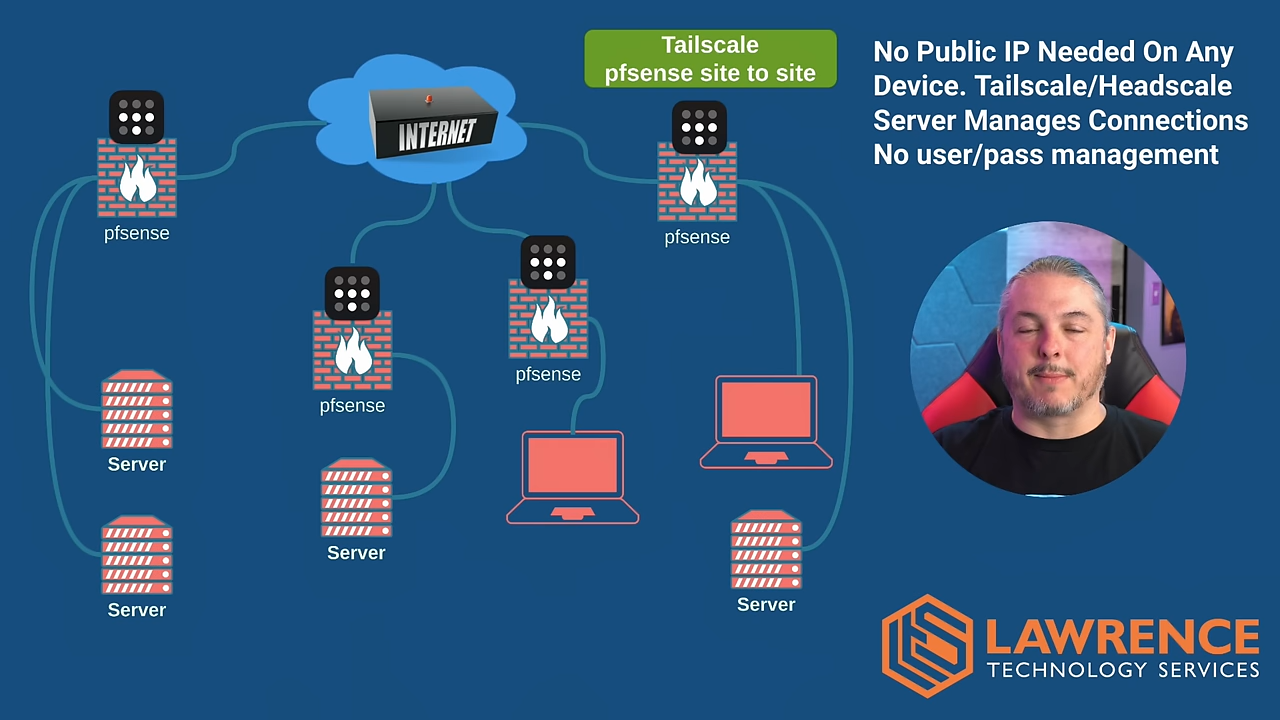 Tailscale
pfsense site to site
No Public IP Needed On Any
Device. Tailscale/Headscale
Server Manages Connections
No user/pass management
INTERNET
pfsense
pfsense
pfsense
pfsense
Server
Server
Server
Server
LAWRENCE
TECHNOLOGY SERVICES